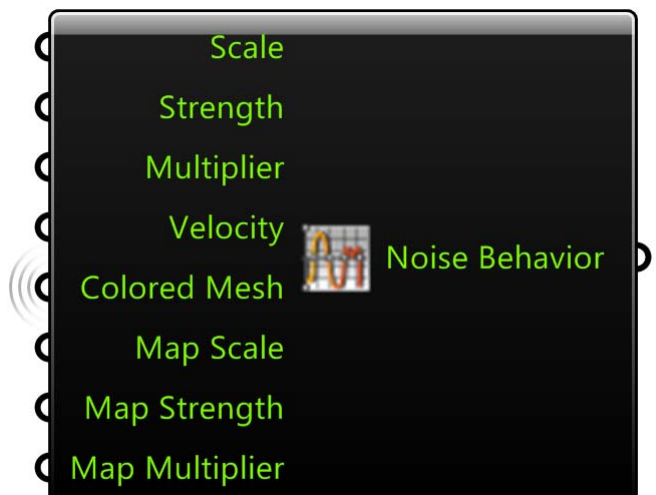 Scale
Strength
Multiplier
Velocity
Noise Behavior
Colored Mesh
Map Scale
Map Strength
Map Multiplier